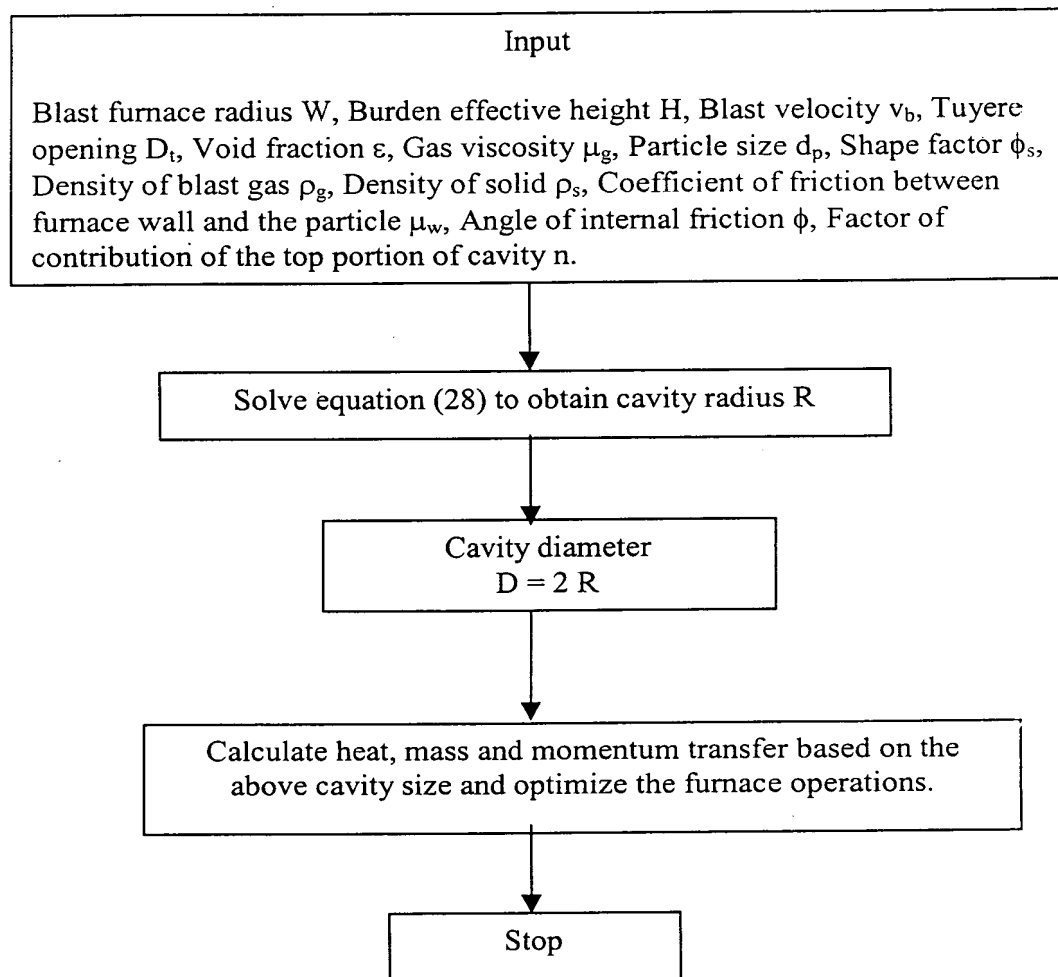 Input
Blast furnace radius W, Burden effective height H, Blast velocity v_b, Tuyere
opening D_t, Void fraction ε, Gas viscosity μ_g, Particle size d_p, Shape factor ϕ_s,
Density of blast gas ρ_g, Density of solid ρ_s, Coefficient of friction between
furnace wall and the particle μ_w, Angle of internal friction ϕ, Factor of
contribution of the top portion of cavity n.
Solve equation (28) to obtain cavity radius R
Cavity diameter
D = 2 R
Calculate heat, mass and momentum transfer based on the
above cavity size and optimize the furnace operations.
Stop